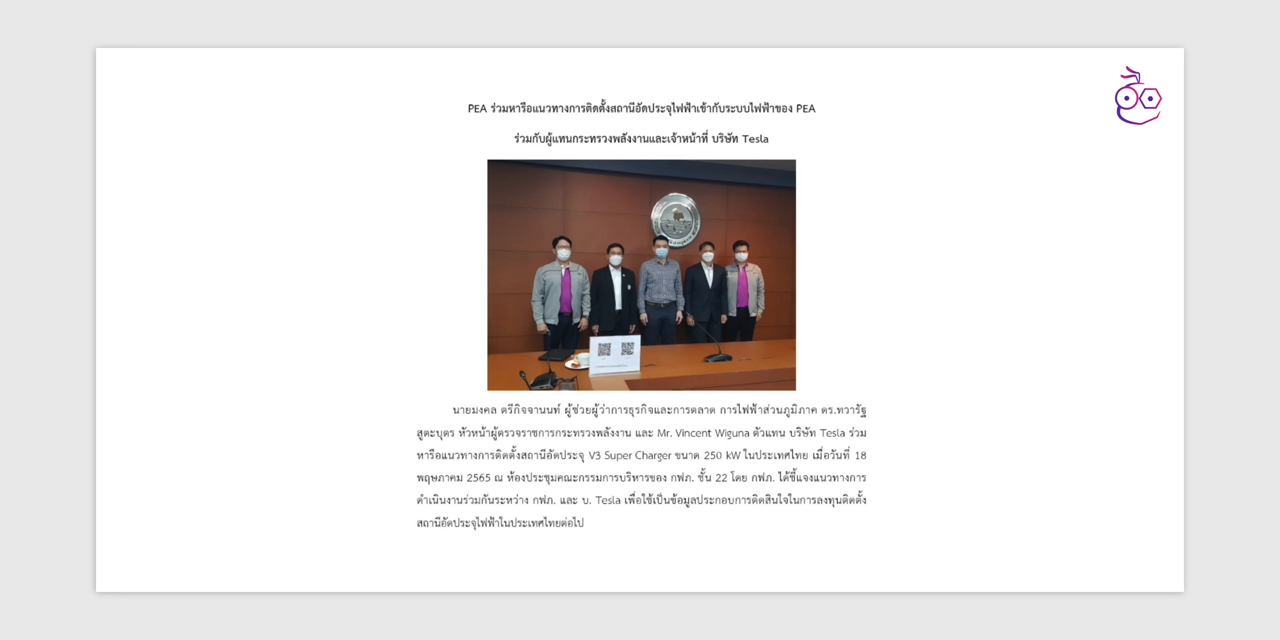 PEA ร่วมหารือแนวทางการติดตั้งสถานีอัดประจุไฟฟ้าเข้ากับระบบไฟฟ้าของ PEA
ร่วมกับผู้แทนกระทรวงพลังงานและเจ้าหน้าที่ บริษัท Tesla
นายมงคล ตรีกิจจานนท์ ผู้ช่วยผู้ว่าการธุรกิจและการตลาด การไฟฟ้าส่วนภูมิภาค ดร.ทวารัฐ
สูตะบุตร หัวหน้าผู้ตรวจราชการกระทรวงพลังงาน และ Mr. Vincent Wiguna ตัวแทน บริษัท Tesla ร่วม
หารือแนวทางการติดตั้งสถานีอัดประจุ V3 Super Charger ขนาด 250 kW ในประเทศไทย เมื่อวันที่ 18
พฤษภาคม 2565 ณ ห้องประชุมคณะกรรมการบริหารของ กฟภ. ชั้น 22 โดย กฟภ. ได้ชี้แจงแนวทางการ
ดำเนินงานร่วมกันระหว่าง กฟภ. และ บ. Tesla เพื่อใช้เป็นข้อมูลประกอบการตัดสินใจในการลงทุนติดตั้ง
สถานีอัดประจุไฟฟ้าในประเทศไทยต่อไป